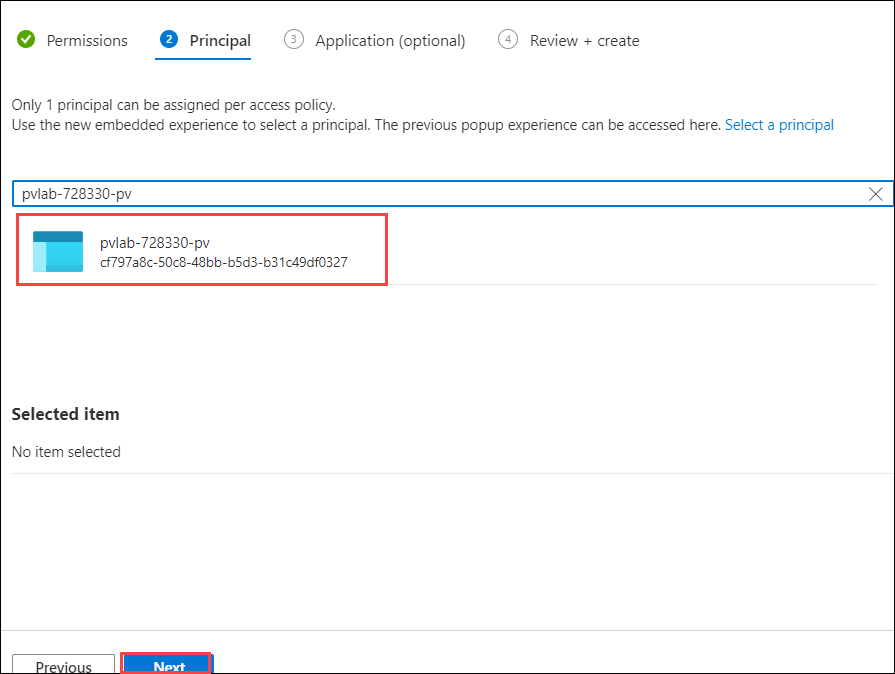 Permissions
2 Principal
3 Application (optional)
4 Review + create
Only 1 principal can be assigned per access policy.
Use the new embedded experience to select a principal. The previous popup experience can be accessed here. Select a principal
pvlab-728330-pv
pvlab-728330-pv
cf797a8c-50c8-48bb-b5d3-b31c49df0327
Selected item
No item selected
Previous
Next